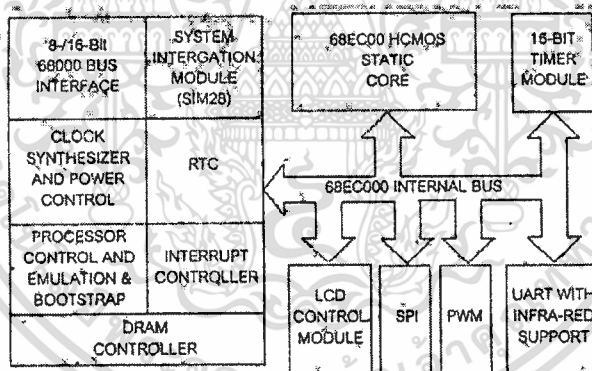 8-/16-Bit
68000 BUS
INTERFACE
SYSTEM
INTERGATION
MODULE
(SIM28)
68EC00 HCMOS
STATIC
CORE
16-BIT
TIMER
MODULE
CLOCK
SYNTHESIZER
AND POWER
CONTROL
RTC
68EC000 INTERNAL BUS
PROCESSOR
CONTROL AND
EMULATION &
BOOTSTRAP
INTERRUPT
CONTROLLER
DRAM
CONTROLLER
LCD
CONTROL
MODULE
SPI
PWM
UART WITH
INFRA-RED
SUPPORT